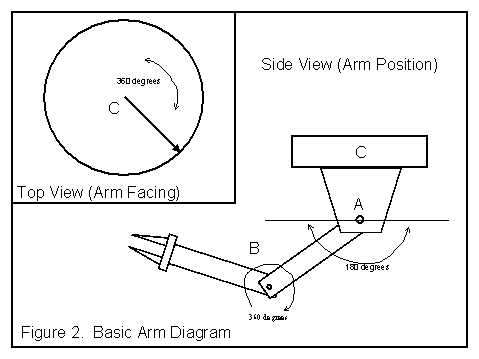 360 degrees
C
Top View (Arm Facing)
Side View (Arm Position)
C
A
B
180 degrees
360 degrees
Figure 2. Basic Arm Diagram